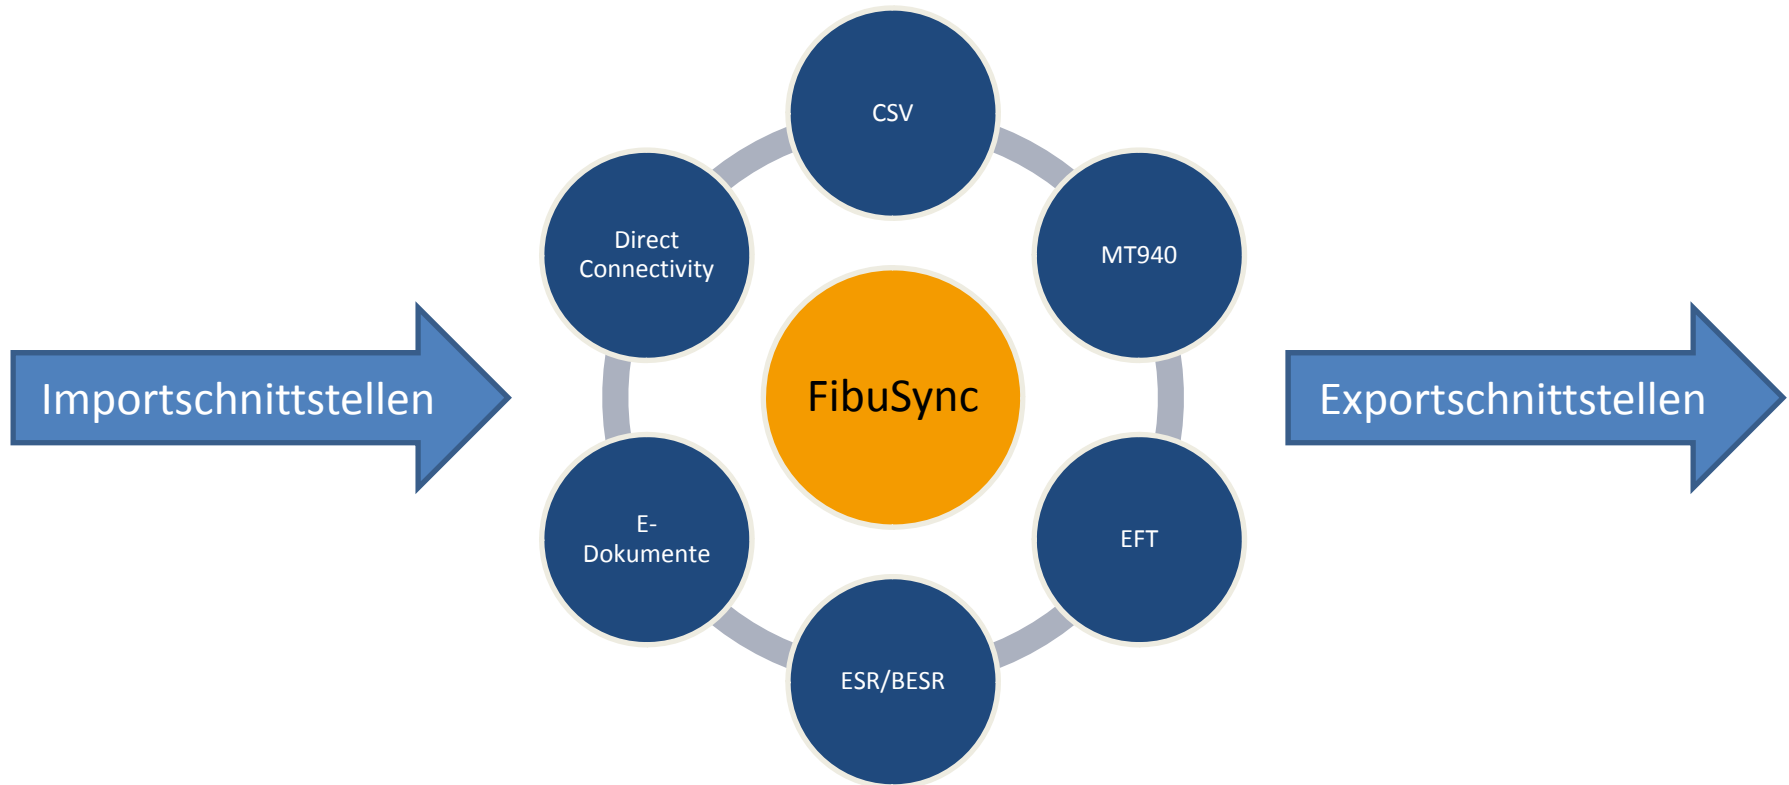 CSV
Direct
Connectivity
MT940
Importschnittstellen
FibuSync
Exportschnittstellen
E-
Dokumente
EFT
ESR/BESR